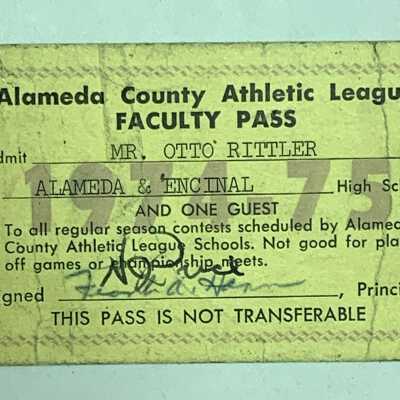 Alameda County Athletic Leagu
FACULTY PASS
dmit MR. OTTO RITTLER
ALAMEDA & ENCINAL High Sc
1974 75
AND ONE GUEST
To all regular season contests scheduled by Alamed
County Athletic League Schools. Not good for pla
off games or championship meets.
gned Princi
THIS PASS IS NOT TRANSFERABLE